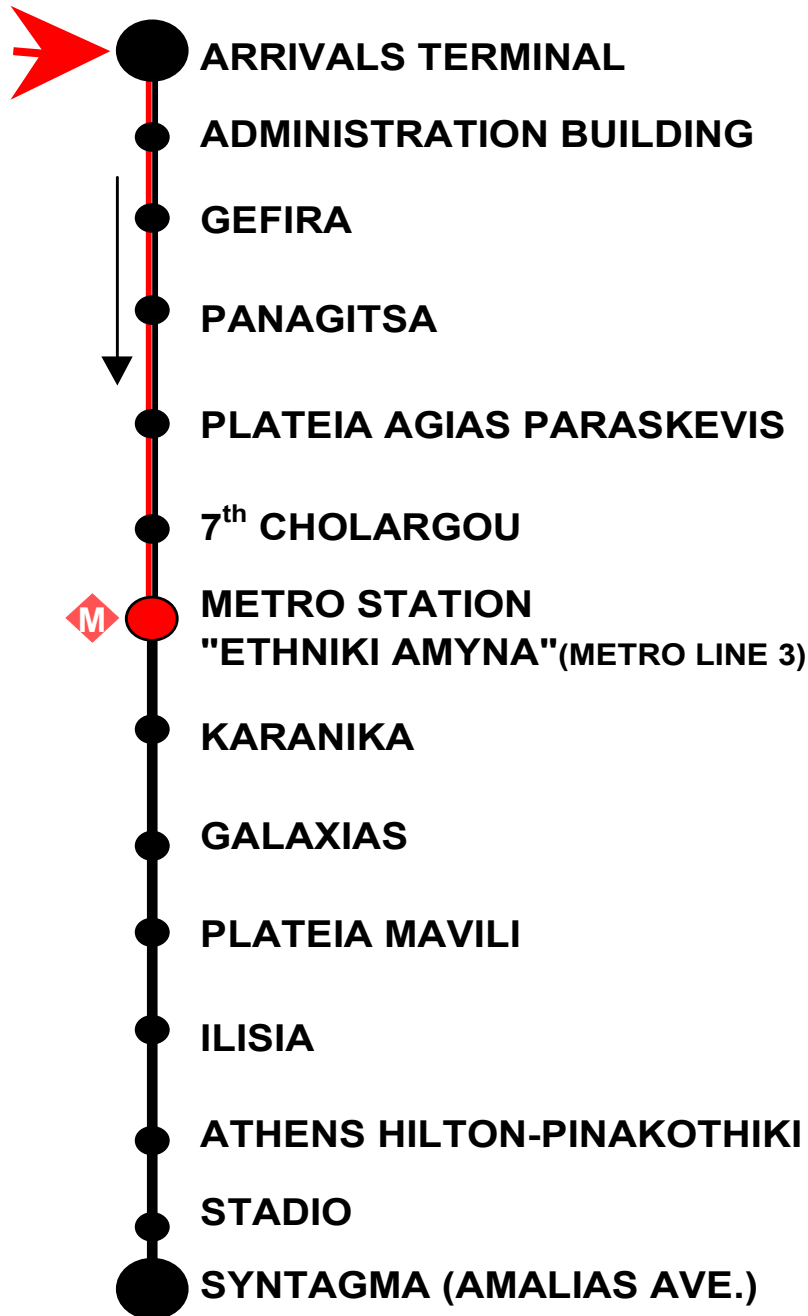 ARRIVALS TERMINAL
ADMINISTRATION BUILDING
GEFIRA
PANAGITSA
PLATEIA AGIAS PARASKEVIS
7th CHOLARGOU
M
METRO STATION
"ETHNIKI AMYNA"(METRO LINE 3)
KARANIKA
GALAXIAS
PLATEIA MAVILI
ILISIA
ATHENS HILTON-PINAKOTHIKI
STADIO
SYNTAGMA (AMALIAS AVE.)